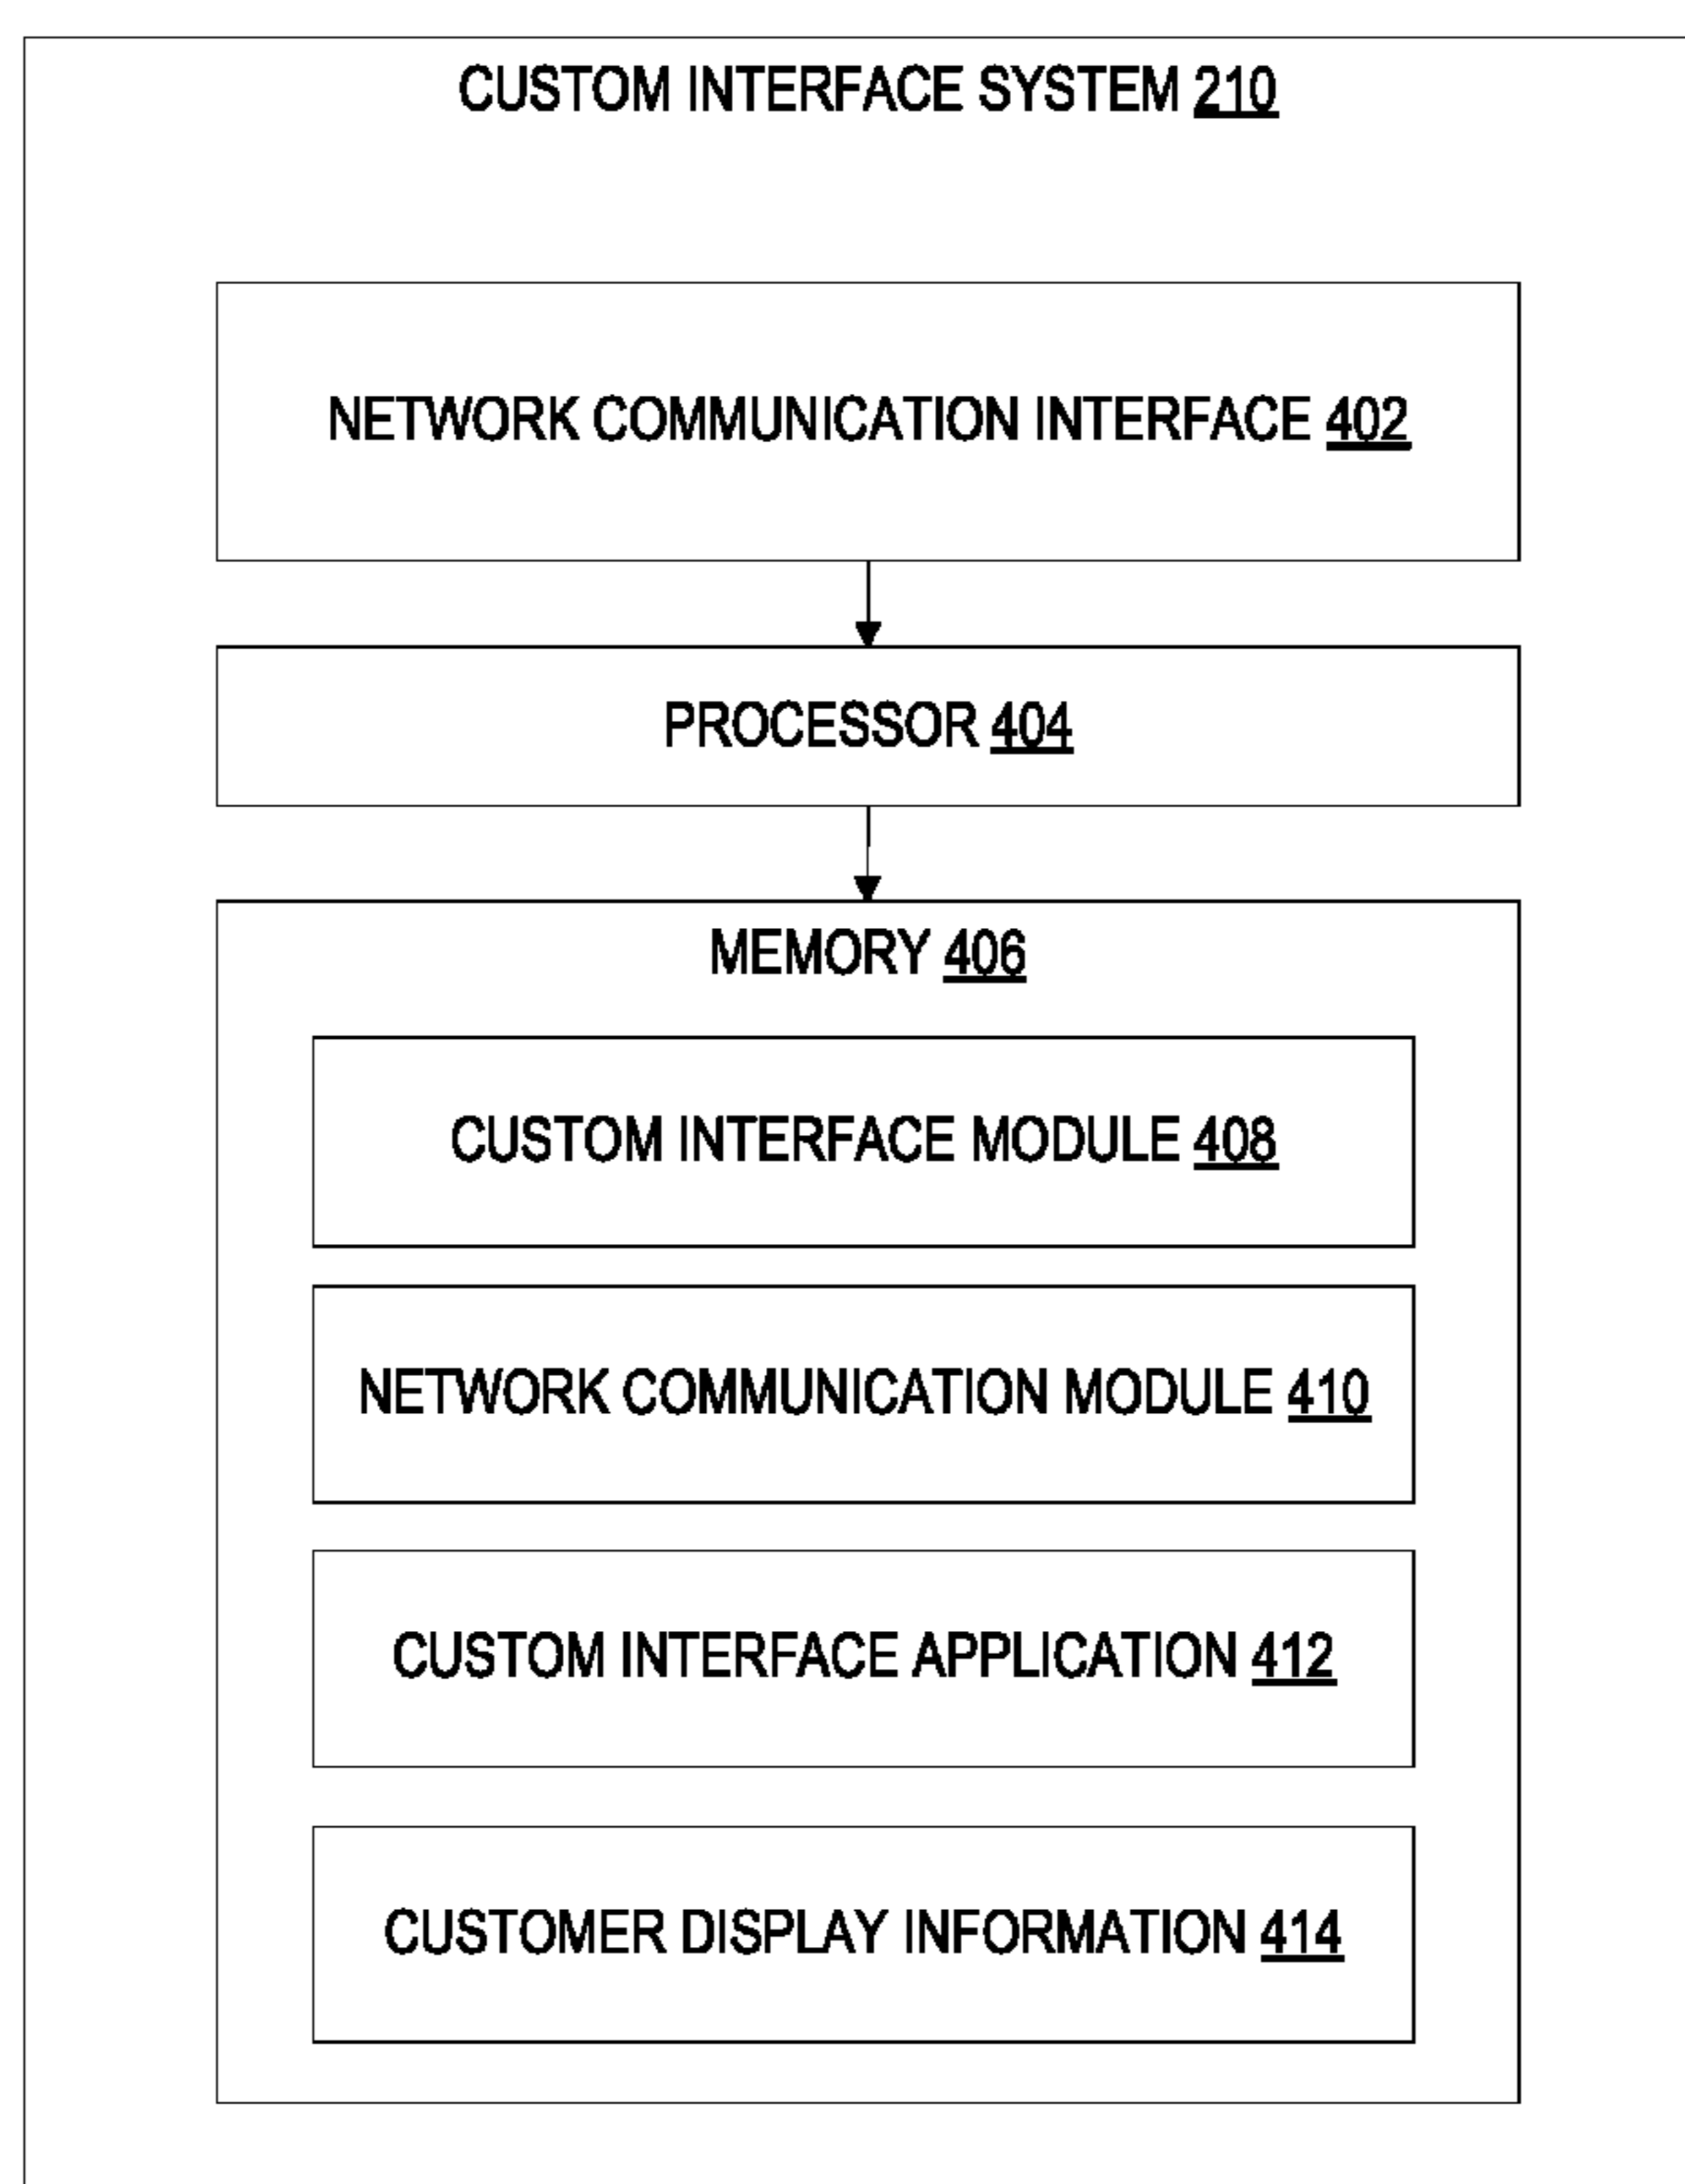 CUSTOM INTERFACE SYSTEM 210
NETWORK COMMUNICATION INTERFACE 402
PROCESSOR 404
MEMORY 406
CUSTOM INTERFACE MODULE 408
NETWORK COMMUNICATION MODULE 410
CUSTOM INTERFACE APPLICATION 412
CUSTOMER DISPLAY INFORMATION 414